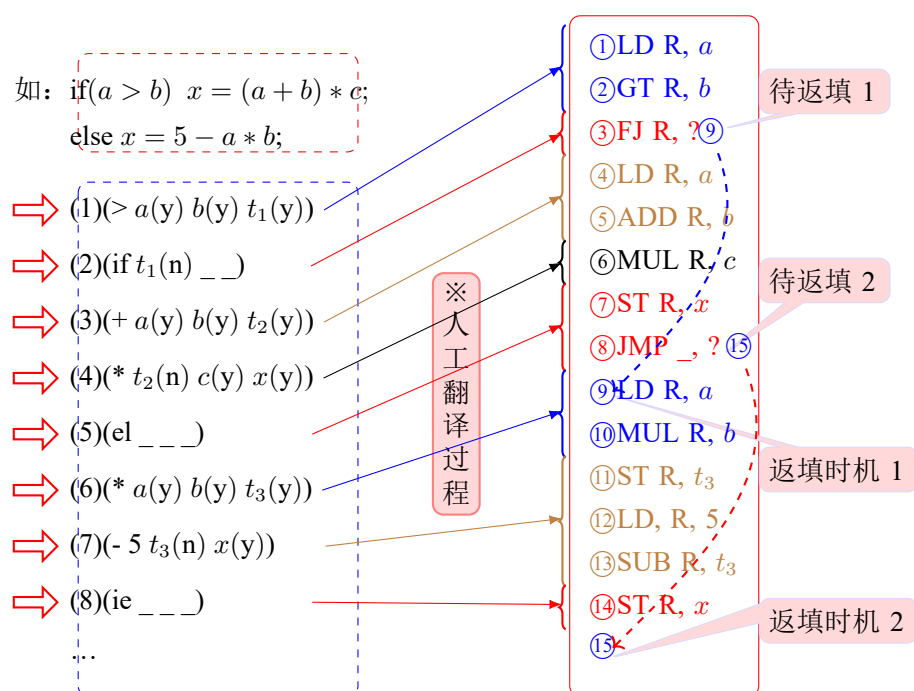 如：if(a > b) x = (a + b) ∗ c;
else x = 5 − a ∗ b;
(1)(> a(y) b(y) t₁(y))
(2)(if t₁(n) _ _)
(3)(+ a(y) b(y) t₂(y))
(4)(* t₂(n) c(y) x(y))
(5)(el _ _ _)
(6)(* a(y) b(y) t₃(y))
(7)(- 5 t₃(n) x(y))
(8)(ie _ _ _)
…
※人工翻译过程
①LD R, a
②GT R, b
③FJ R, ?⑨
④LD R, a
⑤ADD R, b
⑥MUL R, c
⑦ST R, x
⑧JMP _, ?⑮
⑨LD R, a
⑩MUL R, b
⑪ST R, t₃
⑫LD, R, 5
⑬SUB R, t₃
⑭ST R, x
⑮
待返填 1
待返填 2
返填时机 1
返填时机 2